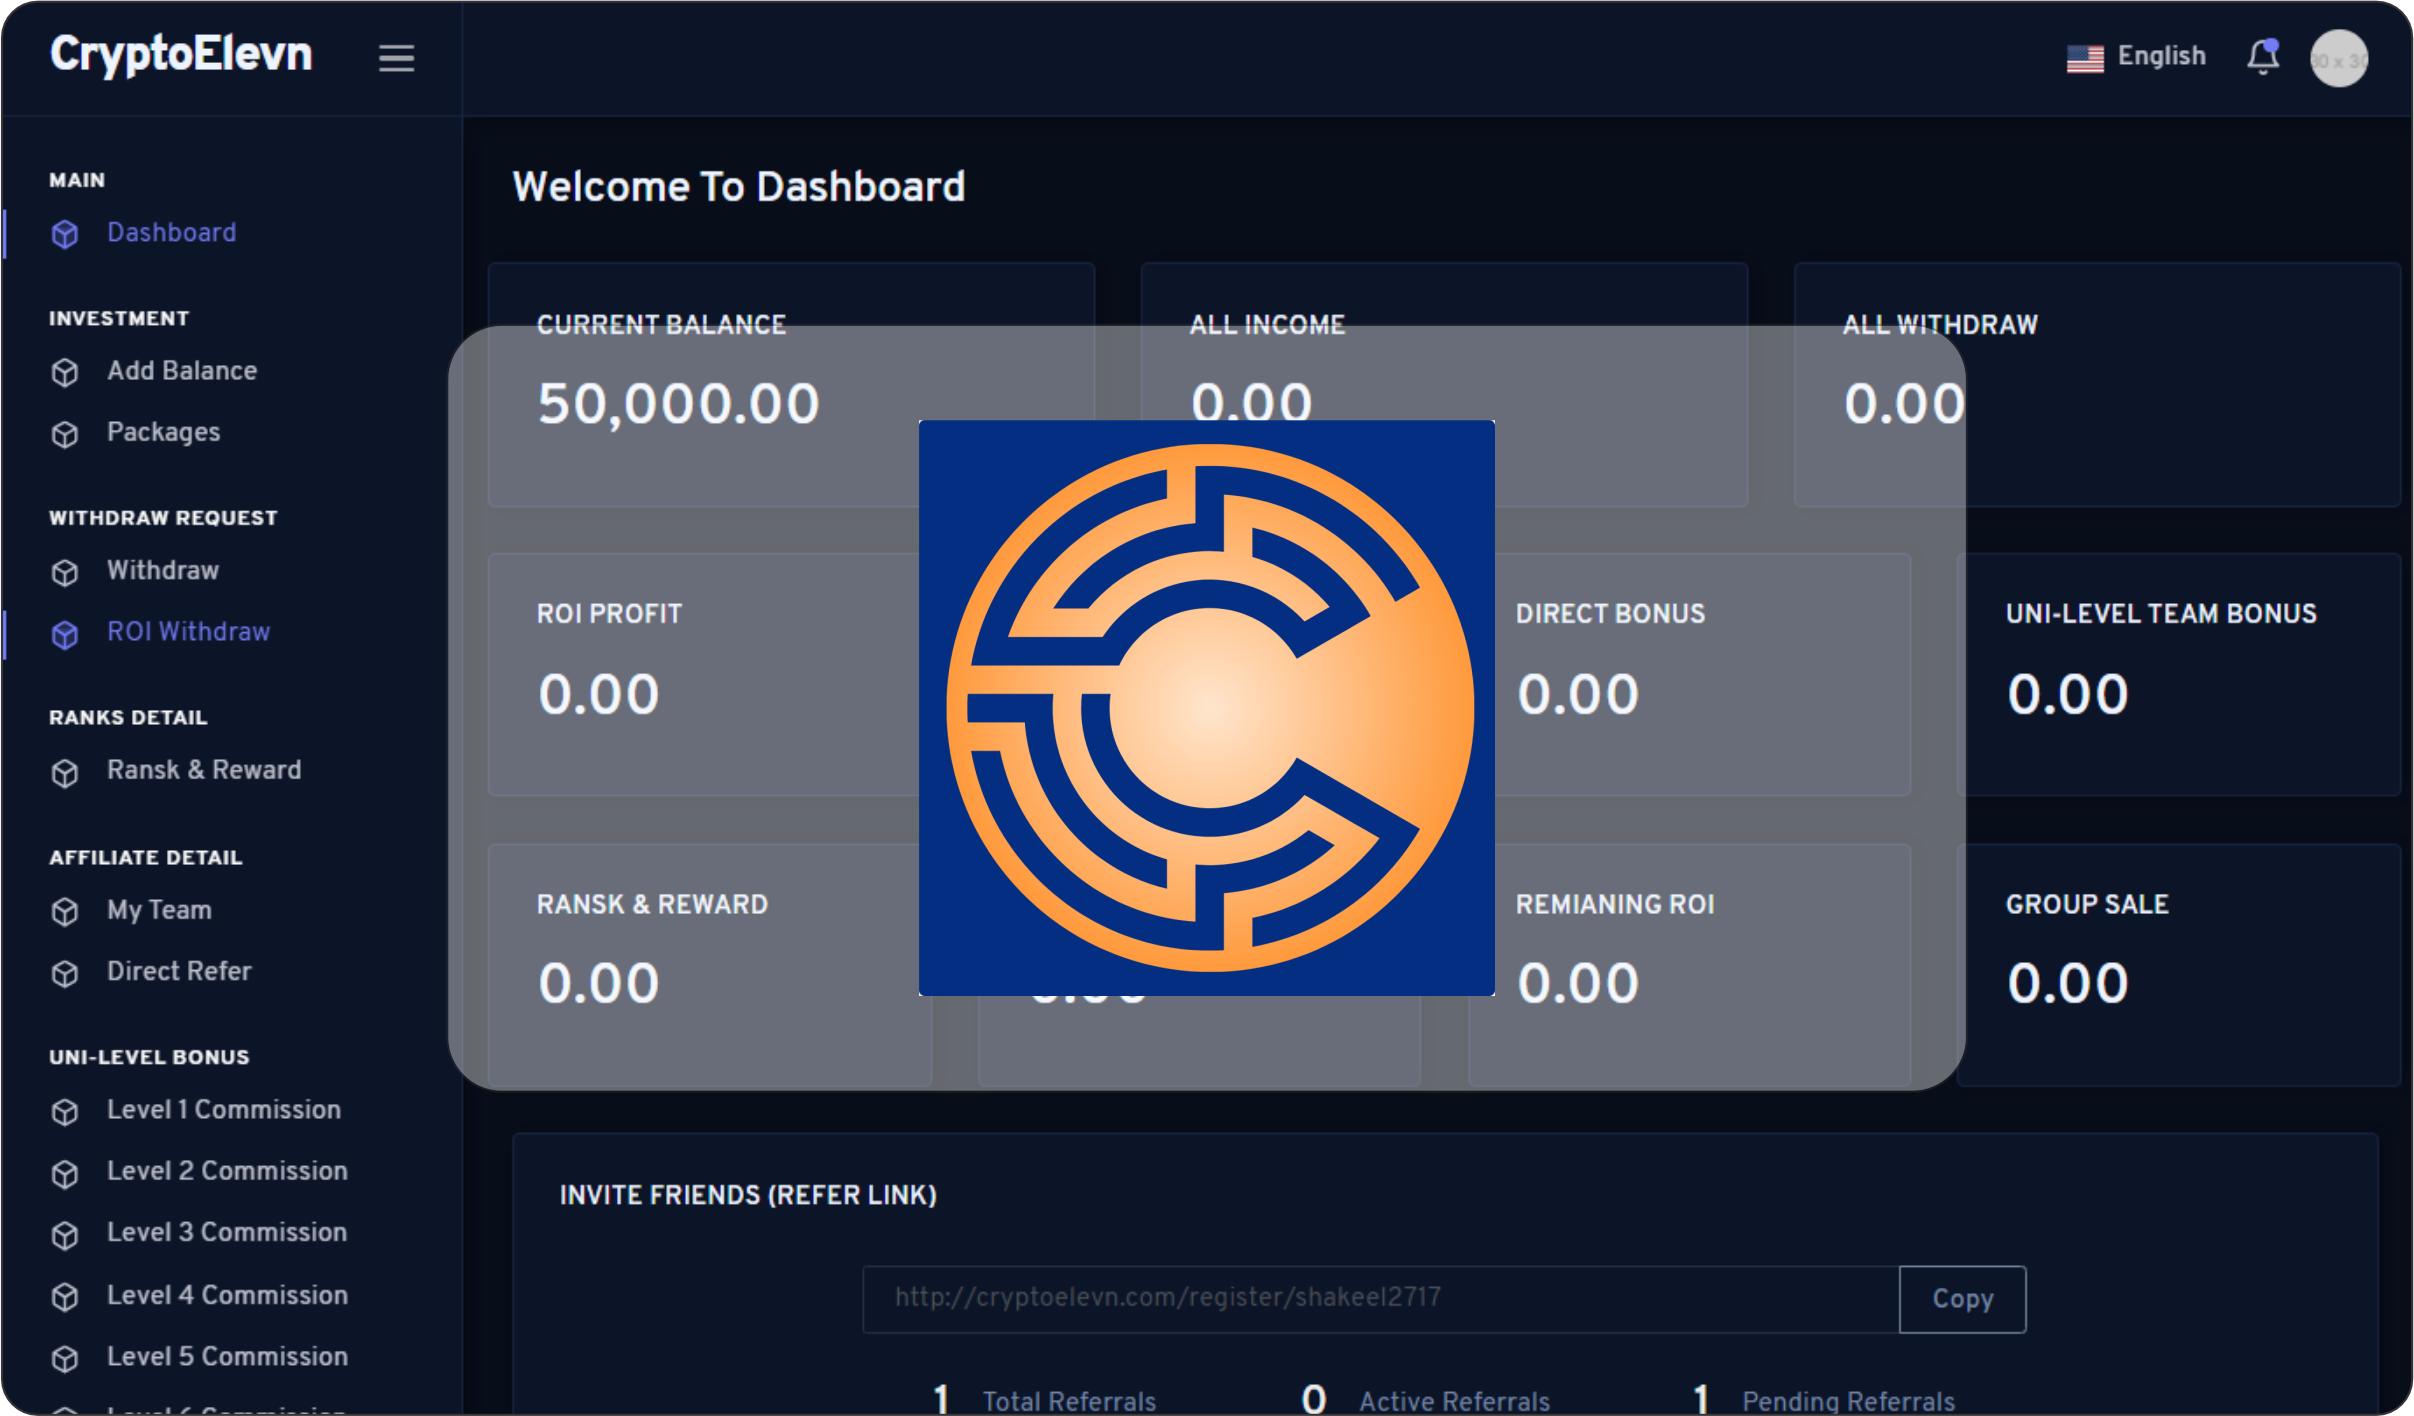 CryptoElevn
English
MAIN
Dashboard
INVESTMENT
Add Balance
Packages
WITHDRAW REQUEST
Withdraw
ROI Withdraw
RANKS DETAIL
Ransk & Reward
AFFILIATE DETAIL
My Team
Direct Refer
UNI-LEVEL BONUS
Level 1 Commission
Level 2 Commission
Level 3 Commission
Level 4 Commission
Level 5 Commission
Level 6 Commission
Welcome To Dashboard
CURRENT BALANCE
50,000.00
ALL INCOME
0.00
ALL WITHDRAW
0.00
ROI PROFIT
0.00
DIRECT BONUS
0.00
UNI-LEVEL TEAM BONUS
0.00
RANSK & REWARD
0.00
0.00
REMIANING ROI
0.00
GROUP SALE
0.00
INVITE FRIENDS (REFER LINK)
http://cryptoelevn.com/register/shakeel2717
Copy
1 Total Referrals
0 Active Referrals
1 Pending Referrals